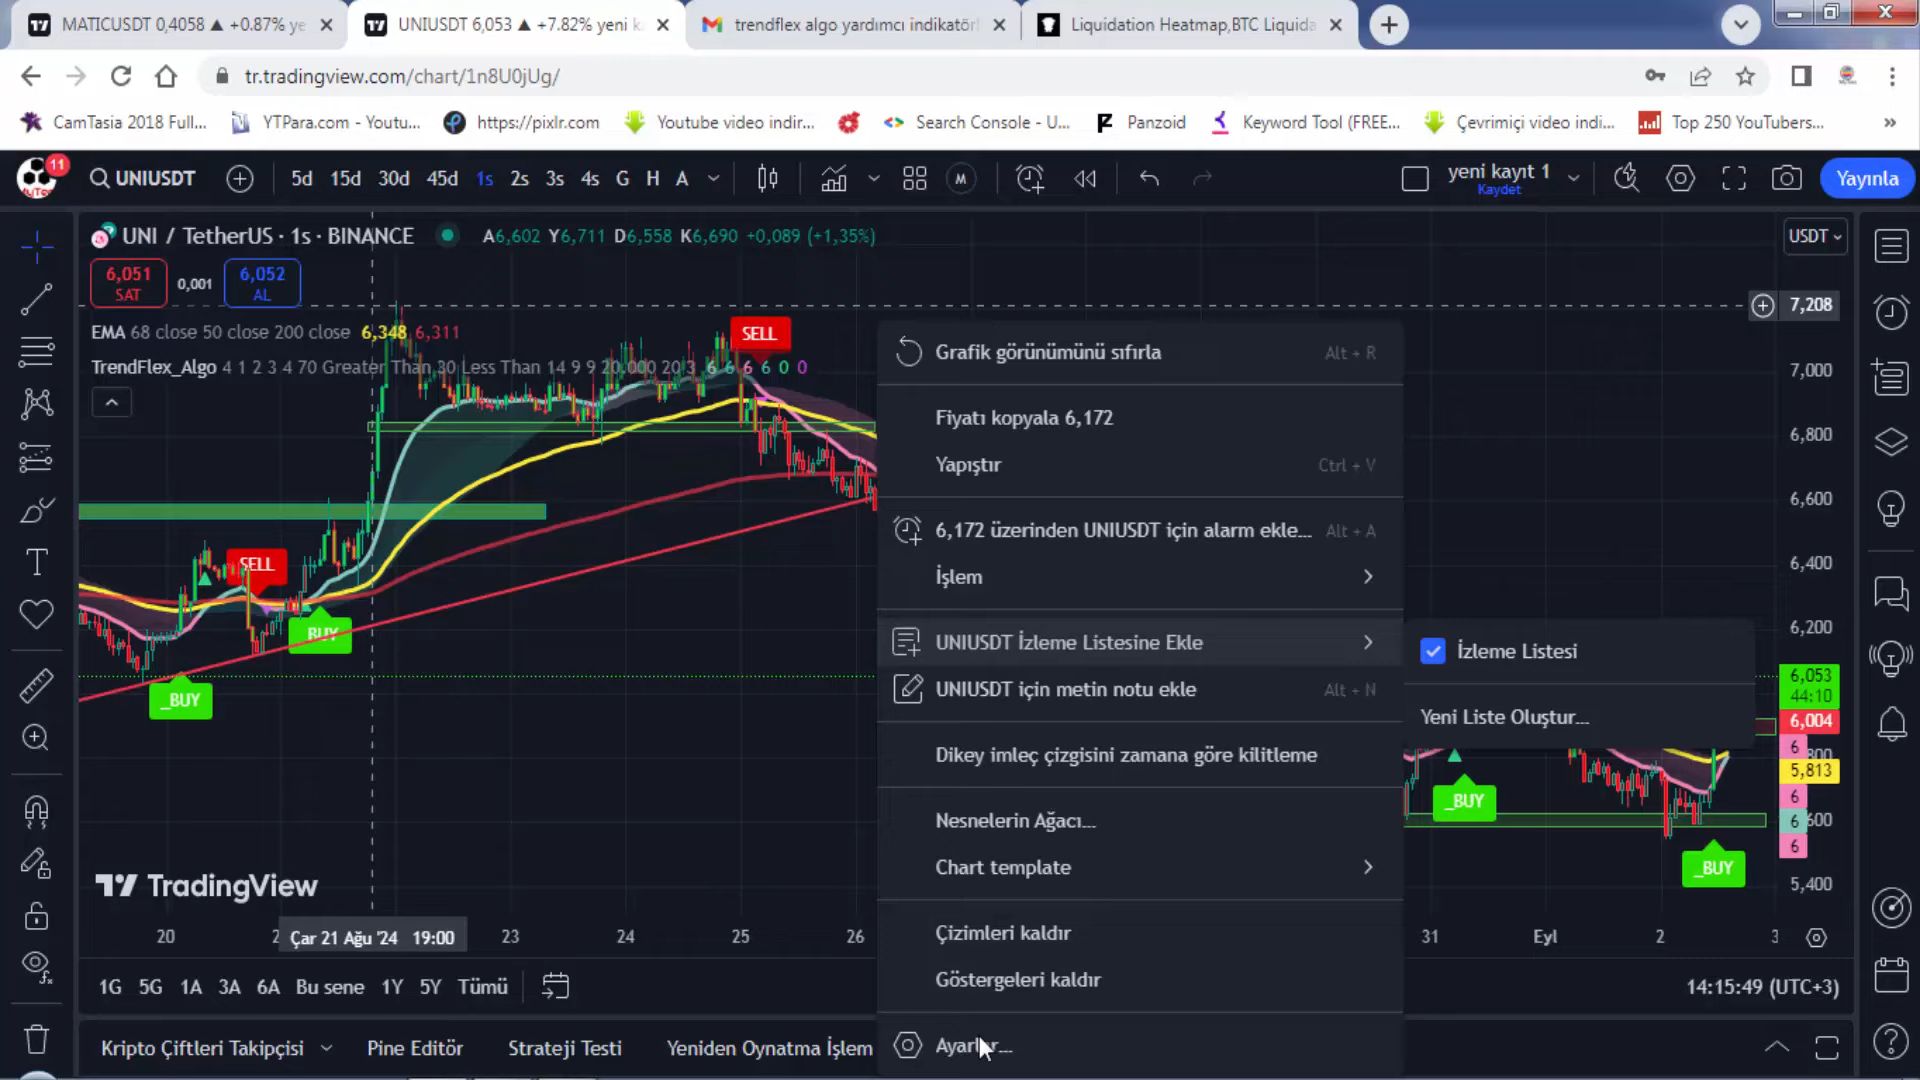 MATICUSDT 0,4058 ▲ +0.87% ye
UNIUSDT 6,053 ▲ +7.82% yeni k
trendflex algo yardımcı indikatörl
Liquidation Heatmap,BTC Liquida
tr.tradingview.com/chart/1n8U0jUg/
CamTasia 2018 Full...
YTPara.com - Youtu...
https://pixlr.com
Youtube video indir...
Search Console - U...
Panzoid
Keyword Tool (FREE...
Çevrimiçi video indi...
Top 250 YouTubers...
11
UNIUSDT
5d 15d 30d 45d 1s 2s 3s 4s G H A
M
yeni kayıt 1
Kaydet
Yayınla
UNI / TetherUS · 1s · BINANCE
A6,602 Y6,711 D6,558 K6,690 +0,089 (+1,35%)
USDT
6,051
SAT
0,001
6,052
AL
EMA 68 close 50 close 200 close 6,348 6,311
TrendFlex_Algo 4 1 2 3 4 70 Greater Than 30 Less Than 14 9 9 20,000 20 3 6 6 6 6 0 0
SELL
SELL
BUY
_BUY
_BUY
_BUY
Grafik görünümünü sıfırla Alt + R
Fiyatı kopyala 6,172
Yapıştır Ctrl + V
6,172 üzerinden UNIUSDT için alarm ekle... Alt + A
İşlem
UNIUSDT İzleme Listesine Ekle
UNIUSDT için metin notu ekle Alt + N
Dikey imleç çizgisini zamana göre kilitleme
Nesnelerin Ağacı...
Chart template
Çizimleri kaldır
Göstergeleri kaldır
Ayarlar...
İzleme Listesi
Yeni Liste Oluştur...
7,208
7,000
6,800
6,600
6,400
6,200
6,053
44:10
6,004
6
800
5,813
6
6
600
6
5,400
TradingView
20
Çar 21 Ağu '24 19:00
23
24
25
26
31
Eyl
2
3
1G 5G 1A 3A 6A Bu sene 1Y 5Y Tümü
14:15:49 (UTC+3)
Kripto Çiftleri Takipçisi
Pine Editör
Strateji Testi
Yeniden Oynatma İşlem